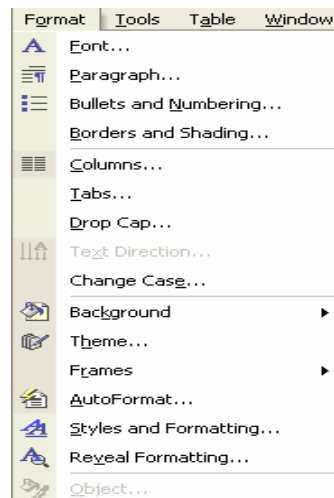 Format Tools Table Window
Font...
Paragraph...
Bullets and Numbering...
Borders and Shading...
Columns...
Tabs...
Drop Cap...
Text Direction...
Change Case...
Background
Theme...
Frames
AutoFormat...
Styles and Formatting...
Reveal Formatting...
Object...